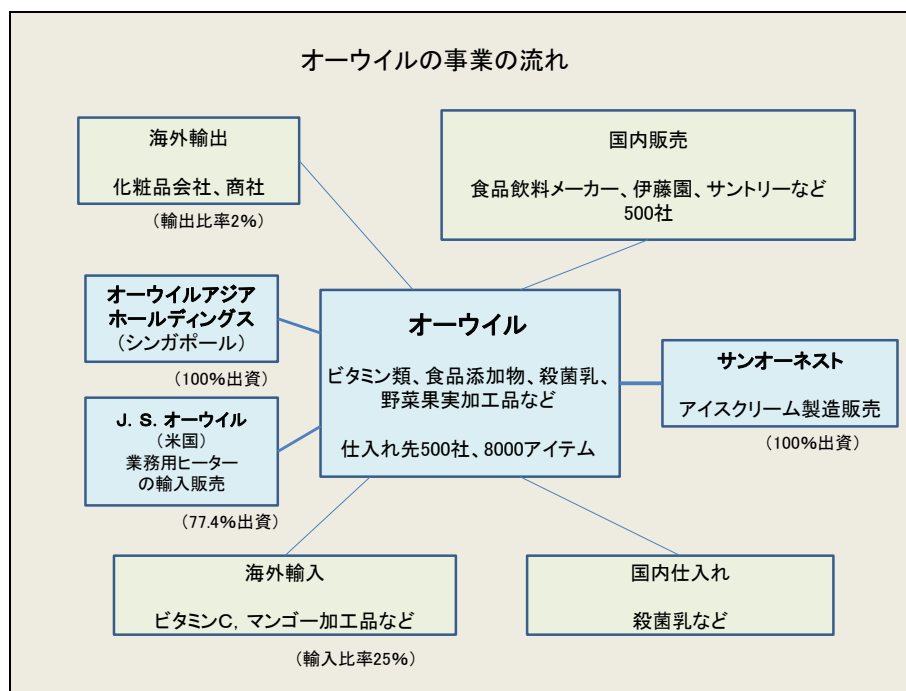 オーウイルの事業の流れ
海外輸出
化粧品会社、商社
（輸出比率2%）
国内販売
食品飲料メーカー、伊藤園、サントリーなど
500社
オーウイルアジア
ホールディングス
（シンガポール）
（100%出資）
J．S．オーウイル
（米国）
業務用ヒーター
の輸入販売
（77.4%出資）
オーウイル
ビタミン類、食品添加物、殺菌乳、
野菜果実加工品など
仕入れ先500社、8000アイテム
サンオーネスト
アイスクリーム製造販売
（100%出資）
海外輸入
ビタミンC，マンゴー加工品など
（輸入比率25%）
国内仕入れ
殺菌乳など